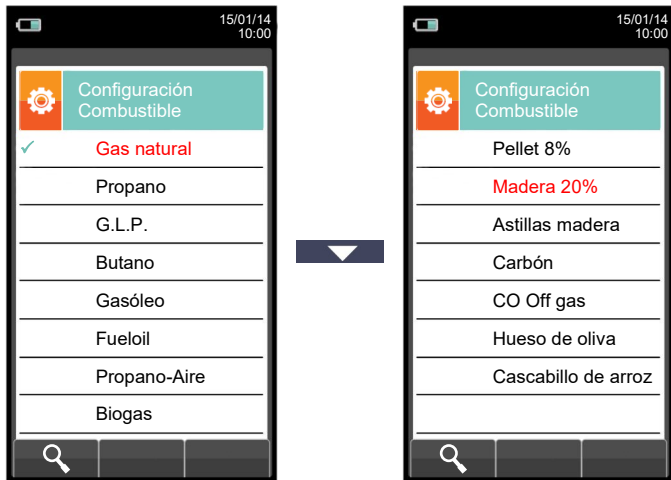 15/01/14
10:00
Configuración
Combustible
Gas natural
Propano
G.L.P.
Butano
Gasóleo
Fueloil
Propano-Aire
Biogas
15/01/14
10:00
Configuración
Combustible
Pellet 8%
Madera 20%
Astillas madera
Carbón
CO Off gas
Hueso de oliva
Cascabillo de arroz